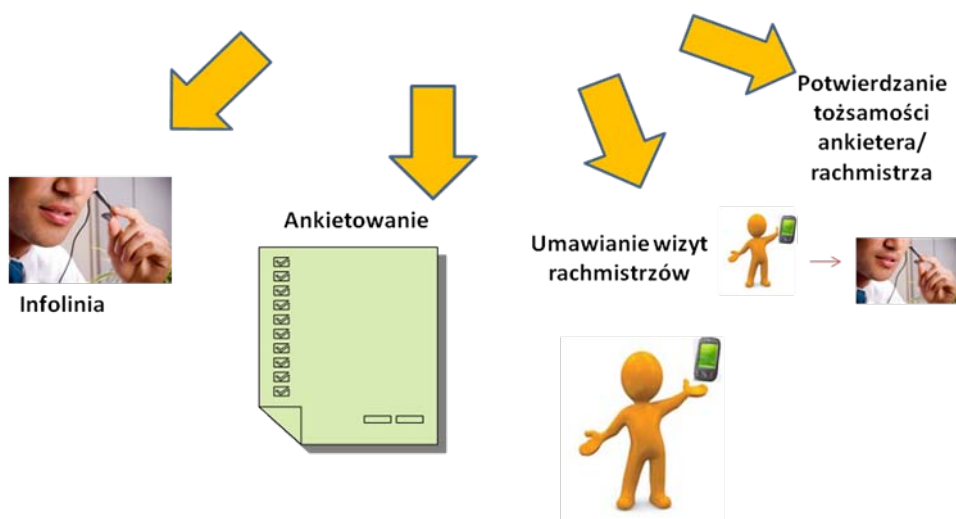 Infolinia
Ankietowanie
Umawianie wizyt
rachmistrzów
Potwierdzanie
tożsamości
ankietera/
rachmistrza